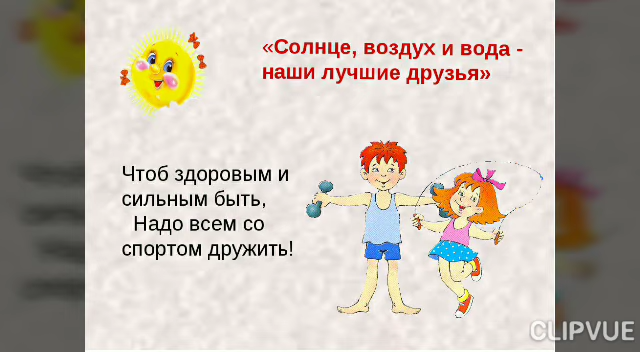 «Солнце, воздух и вода -
наши лучшие друзья»
Чтоб здоровым и
сильным быть,
Надо всем со
спортом дружить!
CLIPVUE